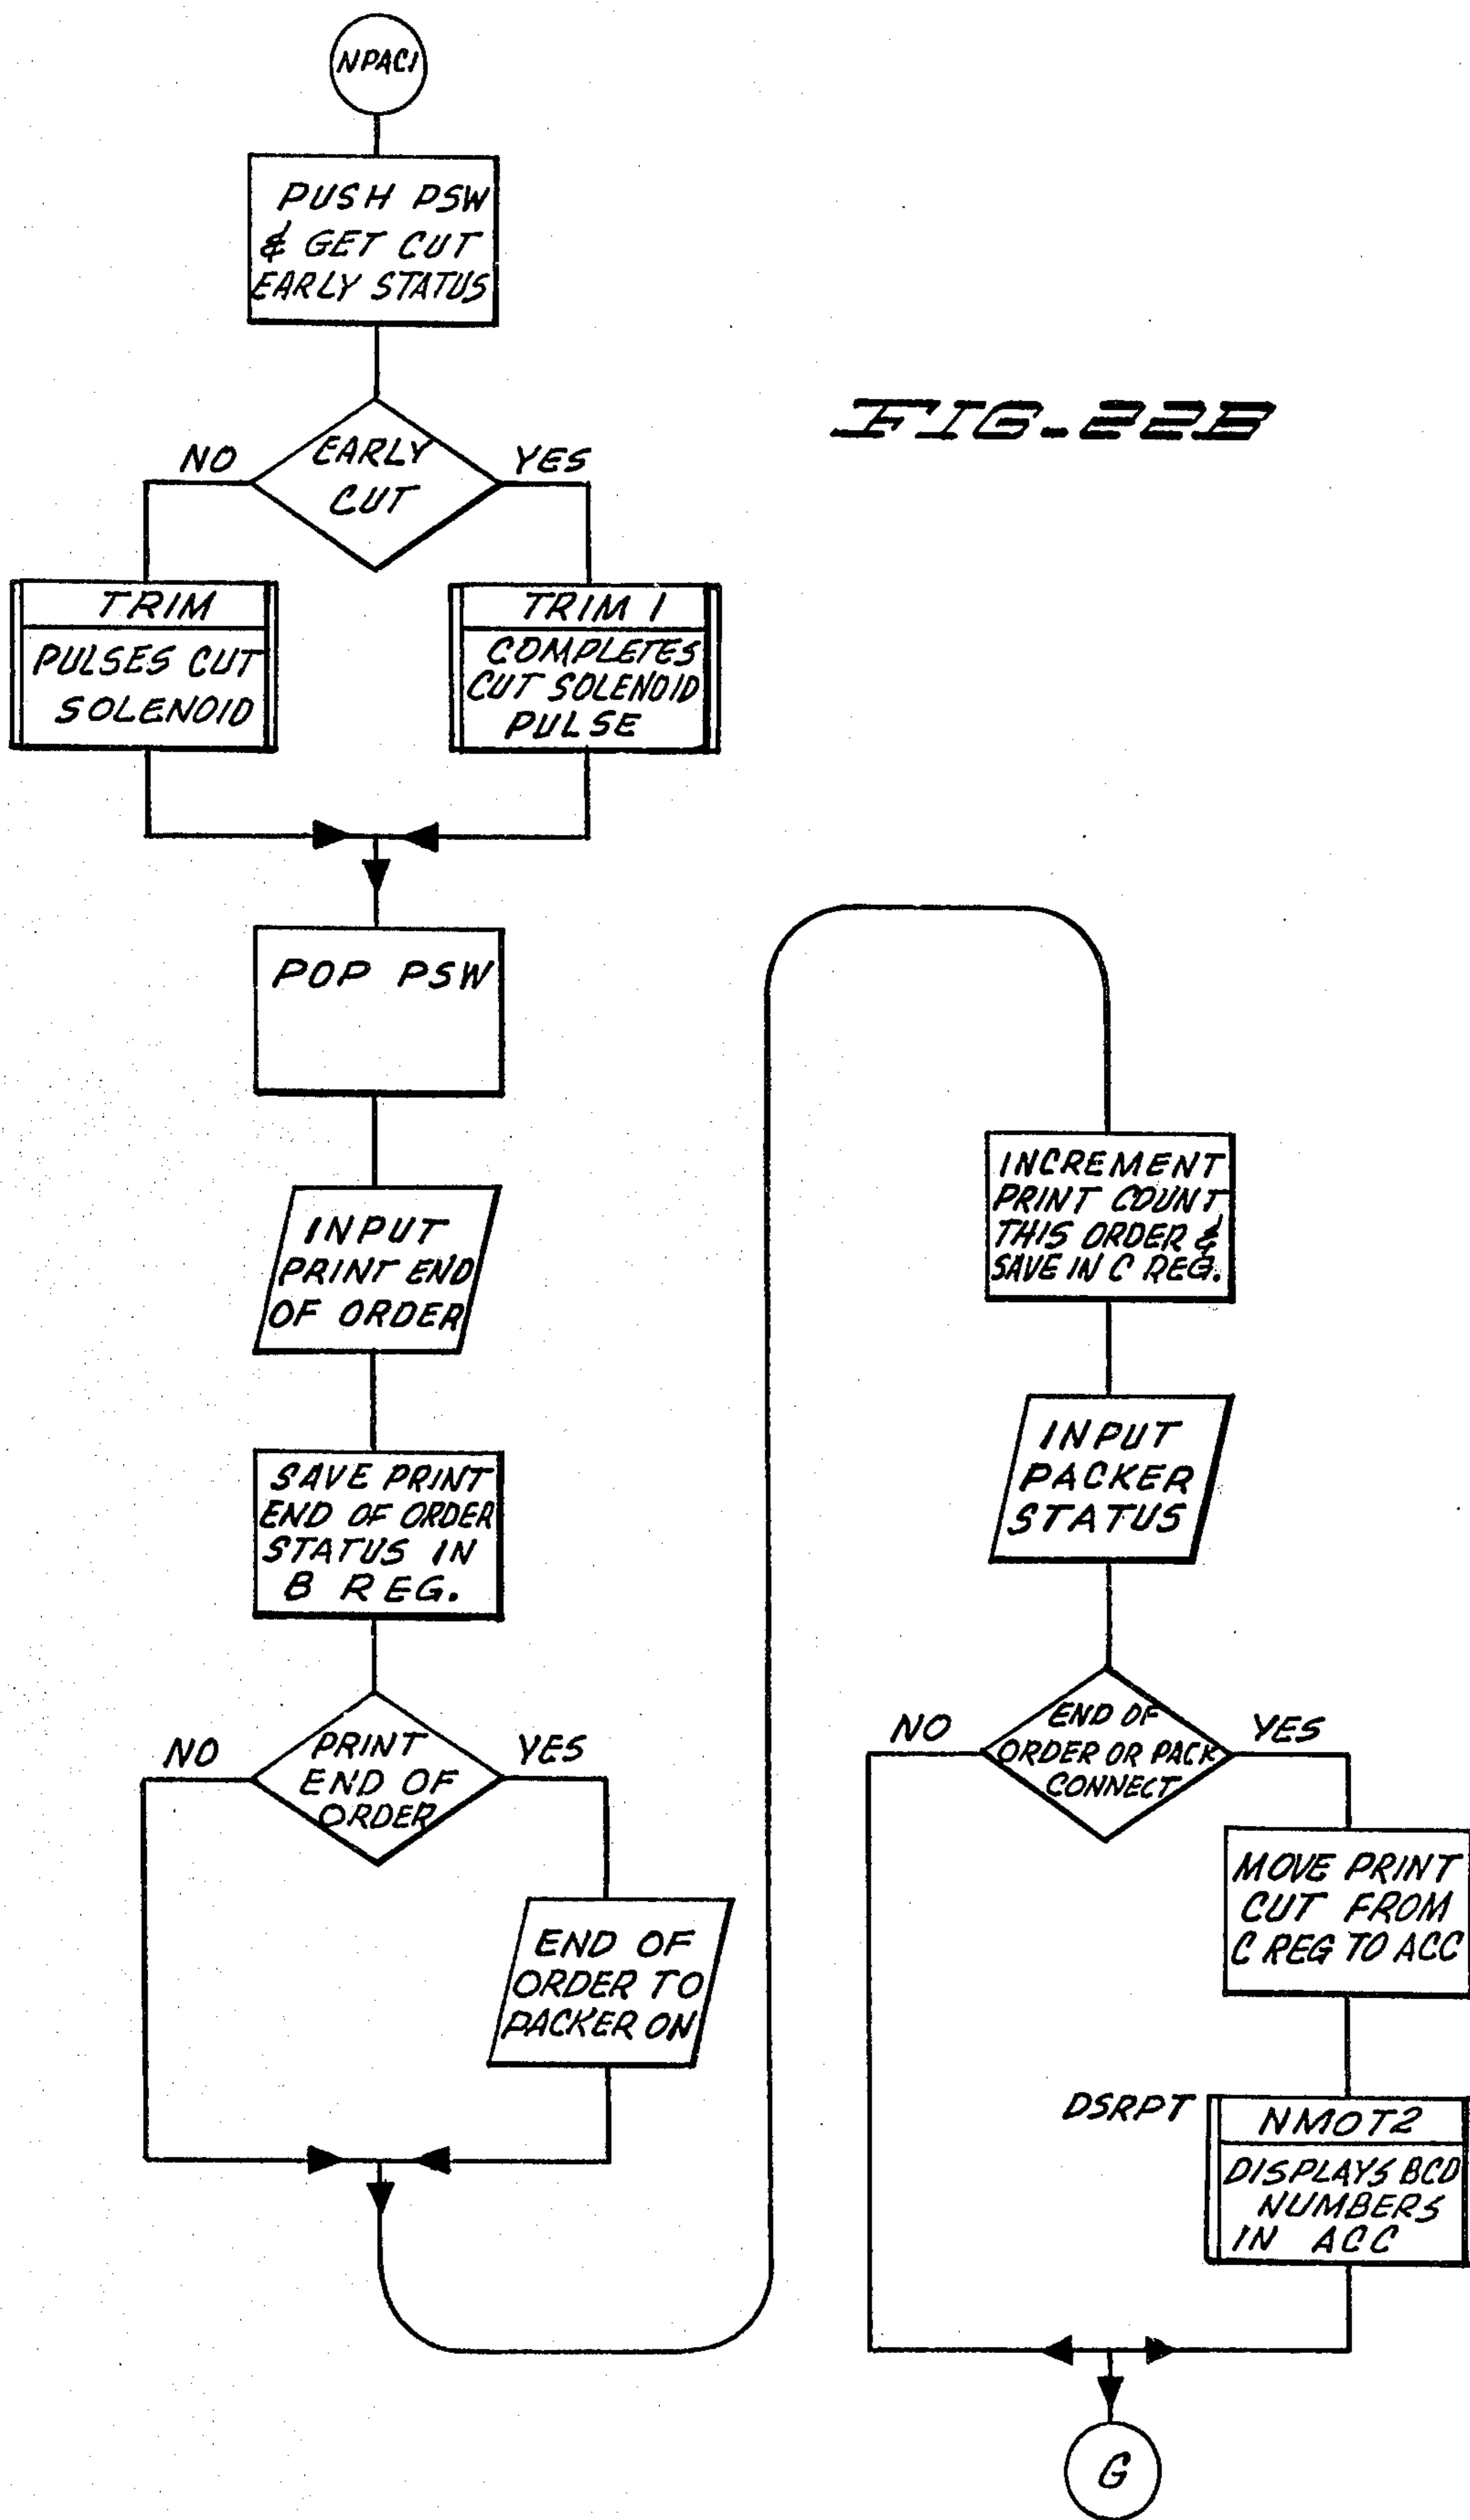 NPAC1
PUSH PSW
& GET CUT
EARLY STATUS
FIG. 22B
NO
EARLY
CUT
YES
TRIM
PULSES CUT
SOLENOID
TRIM 1
COMPLETES
CUT SOLENOID
PULSE
POP PSW
INPUT
PRINT END
OF ORDER
SAVE PRINT
END OF ORDER
STATUS IN
B REG.
NO
PRINT
END OF
ORDER
YES
END OF
ORDER TO
PACKER ON
INCREMENT
PRINT COUNT
THIS ORDER &
SAVE IN C REG.
INPUT
PACKER
STATUS
NO
END OF
ORDER OR PACK
CONNECT
YES
MOVE PRINT
CUT FROM
C REG TO ACC
DSRPT
NMOT2
DISPLAYS BCD
NUMBERS
IN ACC
G